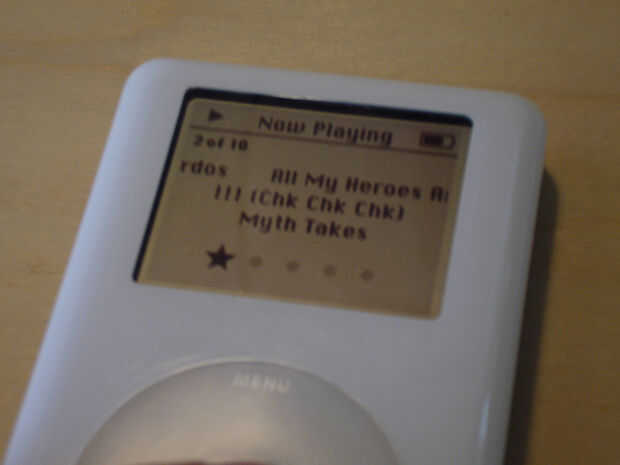 Now Playing
2 of 10
rdos All My Heroes A
!!! (Chk Chk Chk)
Myth Takes
MENU